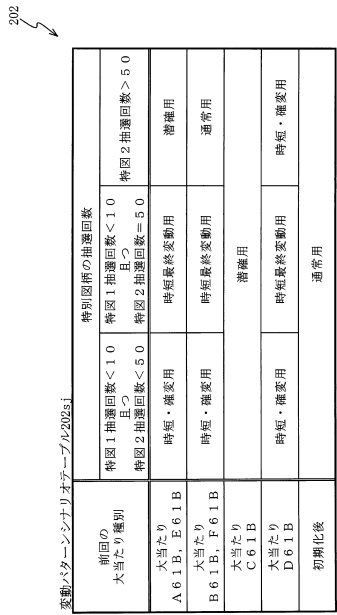 202
変動パターンシナリオテーブル202sj
前回の
大当たり種別
特別図柄の抽選回数
特図1抽選回数<10
且つ
特図2抽選回数<50
特図1抽選回数<10
且つ
特図2抽選回数=50
特図2抽選回数>50
大当たり
A61B, E61B
時短・確変用
時短最終変動用
潜確用
大当たり
B61B, F61B
時短・確変用
時短最終変動用
通常用
大当たり
C61B
潜確用
大当たり
D61B
時短・確変用
時短最終変動用
時短・確変用
初期化後
通常用